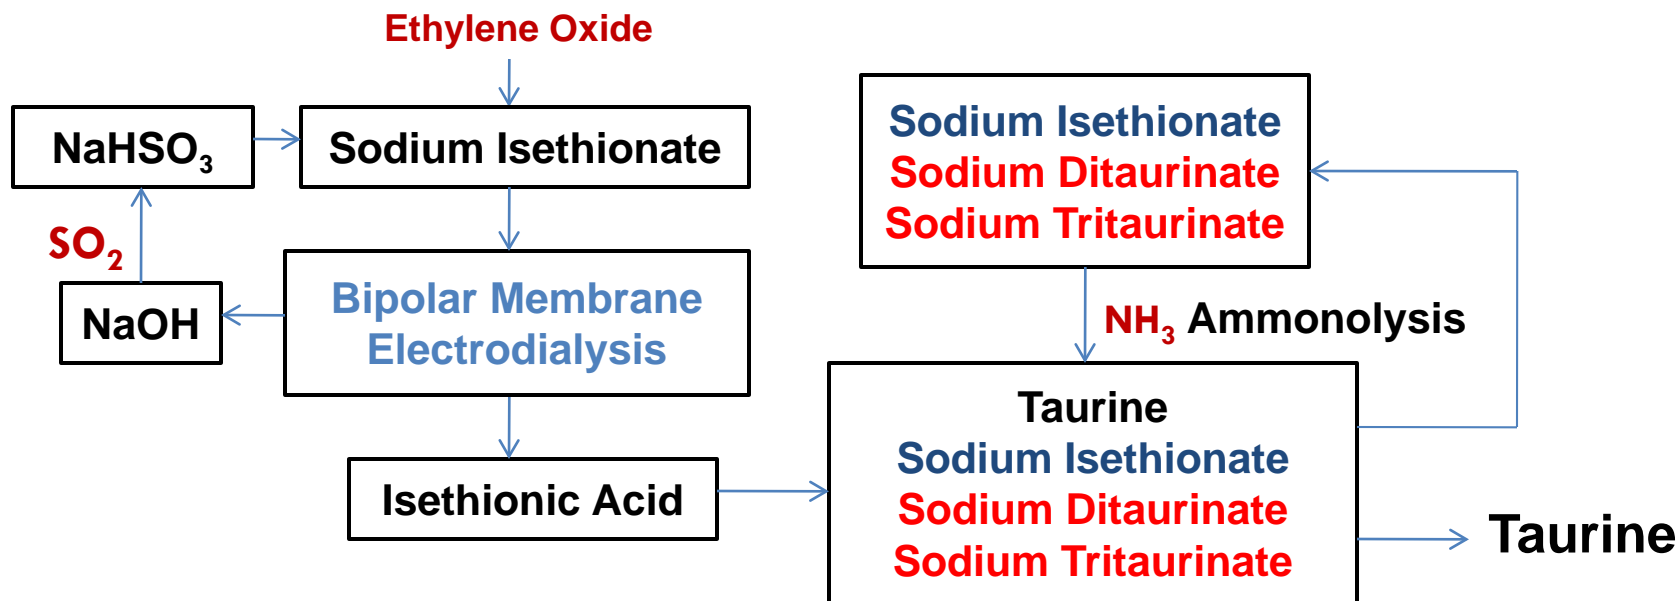 Ethylene Oxide
NaHSO₃
Sodium Isethionate
SO₂
NaOH
Bipolar Membrane
Electrodialysis
Isethionic Acid
Sodium Isethionate
Sodium Ditaurinate
Sodium Tritaurinate
NH₃ Ammonolysis
Taurine
Sodium Isethionate
Sodium Ditaurinate
Sodium Tritaurinate
Taurine